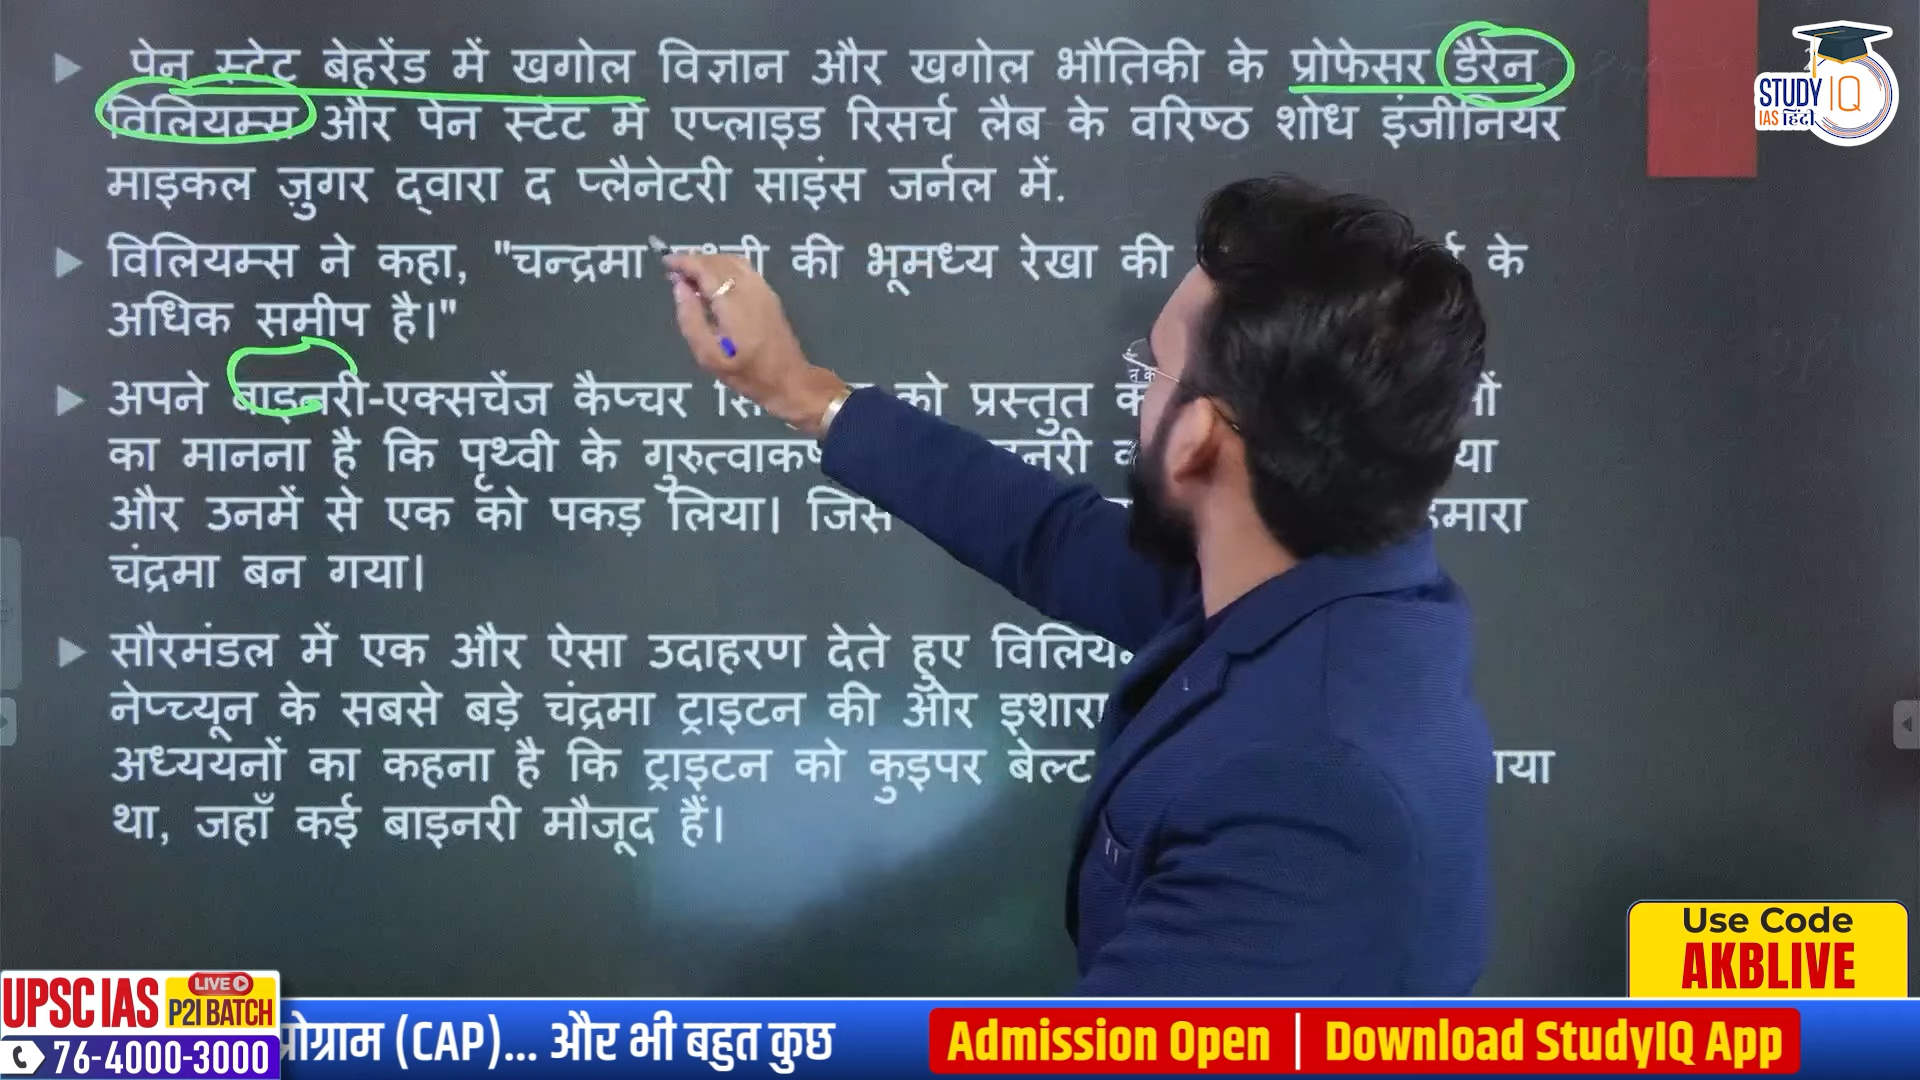 पेन स्टेट बेहरेंड में खगोल विज्ञान और खगोल भौतिकी के प्रोफेसर डैरेन
विलियम्स और पेन स्टेट में एप्लाइड रिसर्च लैब के वरिष्ठ शोध इंजीनियर
माइकल ज़ुगर द्वारा द प्लैनेटरी साइंस जर्नल में.
विलियम्स ने कहा, "चन्द्रमा की भूमध्य रेखा की के
अधिक समीप है।"
अपने बाइनरी-एक्सचेंज कैप्चर को प्रस्तुत
का मानना है कि पृथ्वी के
और उनमें से एक को पकड़ लिया। हमारा
चंद्रमा बन गया।
सौरमंडल में एक और ऐसा उदाहरण देते हुए
नेप्च्यून के सबसे बड़े चंद्रमा ट्राइटन की और
अध्ययनों का कहना है कि ट्राइटन को कुइपर बेल्ट
था, जहाँ कई बाइनरी मौजूद हैं।
STUDY IQ
IAS हिंदी
Use Code
AKBLIVE
UPSC IAS LIVE P2I BATCH
76-4000-3000
(CAP)... और भी बहुत कुछ
Admission Open | Download StudyIQ App